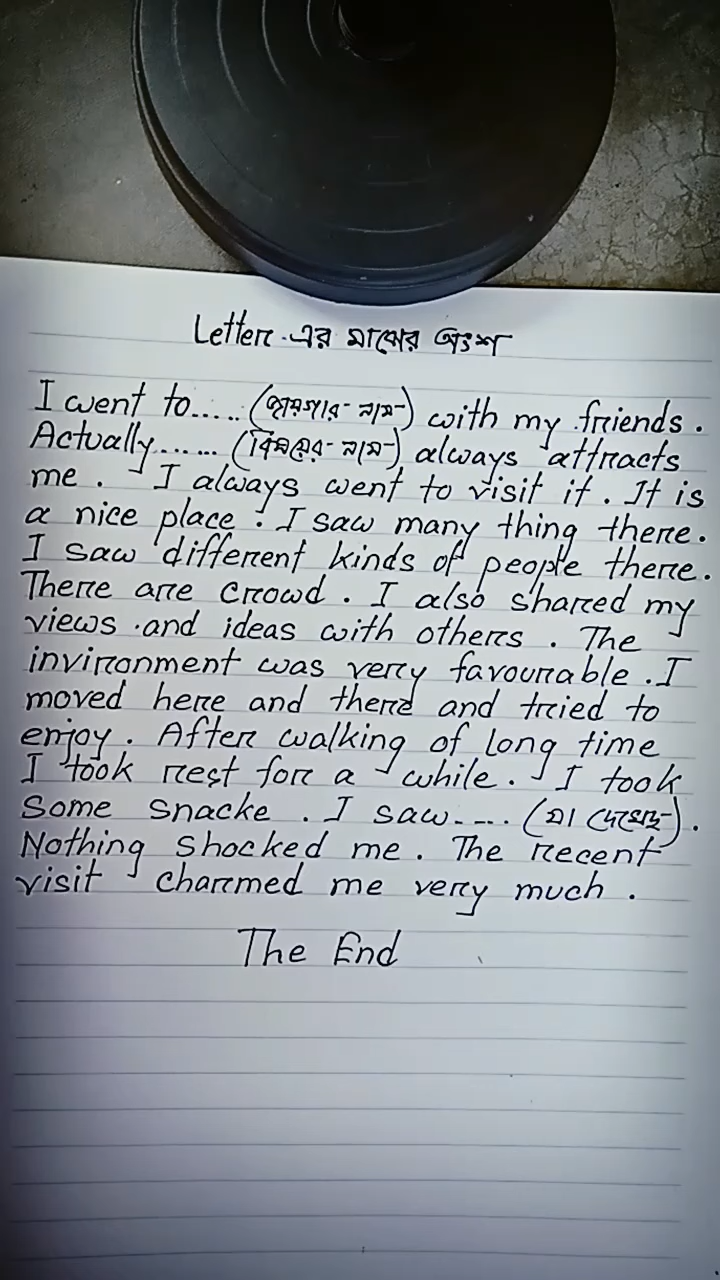 Letter এর মাঝের অংশ
I went to..... (জায়গার নাম) with my friends.
Actually...... (বিষয়ের নাম) always attracts
me. I always went to visit it. It is
a nice place. I saw many thing there.
I saw different kinds of people there.
There are crowd. I also shared my
views and ideas with others. The
invironment was very favourable. I
moved here and there and tried to
enjoy. After walking of long time
I took rest for a while. I took
some snacke. I saw.... (যা দেখেছ).
Nothing shocked me. The recent
visit charmed me very much.
The End